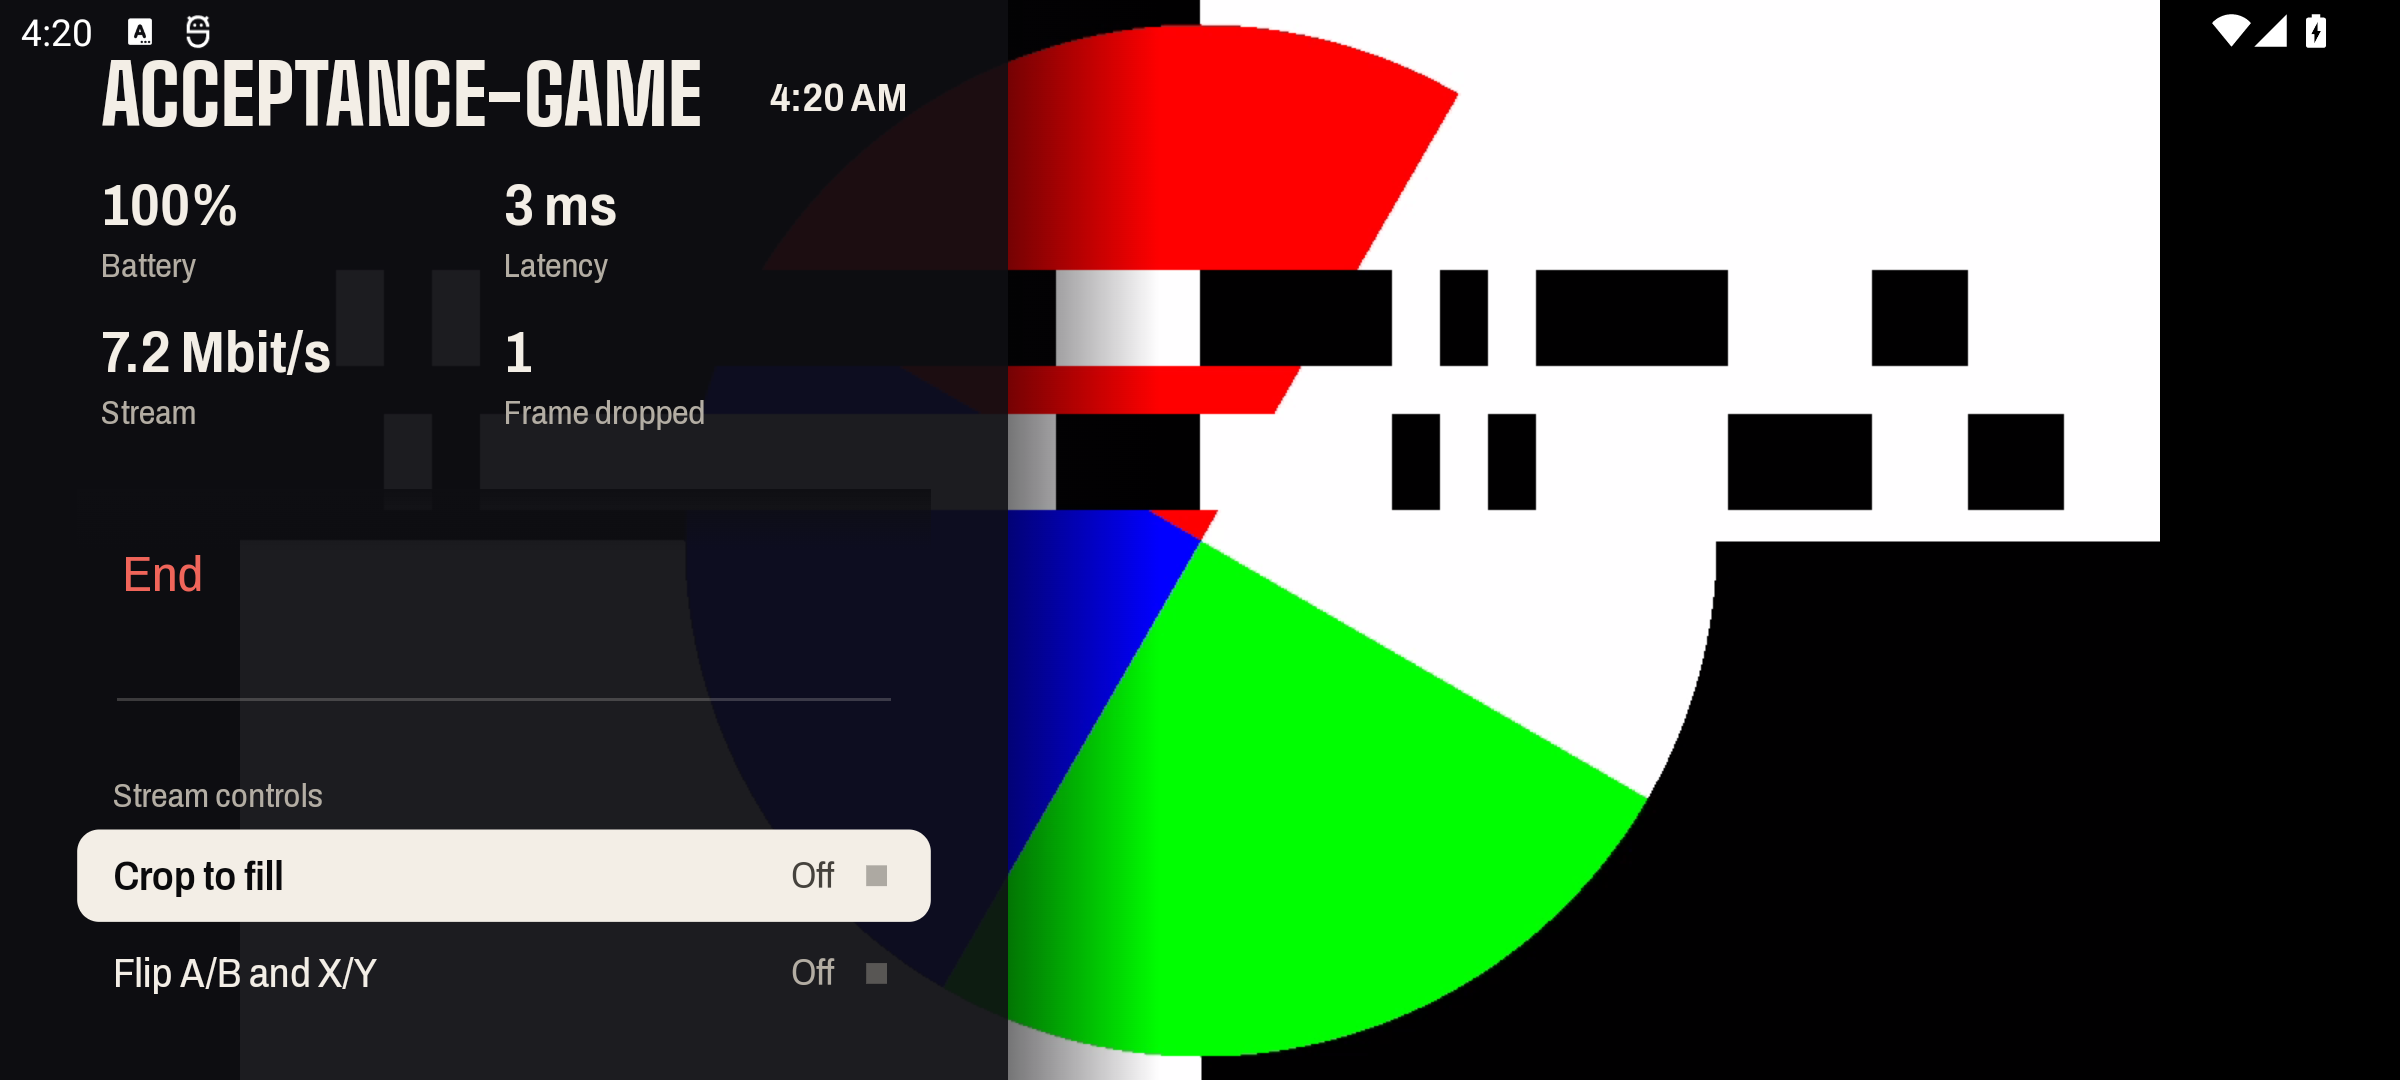 4:20
ACCEPTANCE-GAME
4:20 AM
100%
Battery
3 ms
Latency
7.2 Mbit/s
Stream
1
Frame dropped
End
Stream controls
Crop to fill
Off
Flip A/B and X/Y
Off